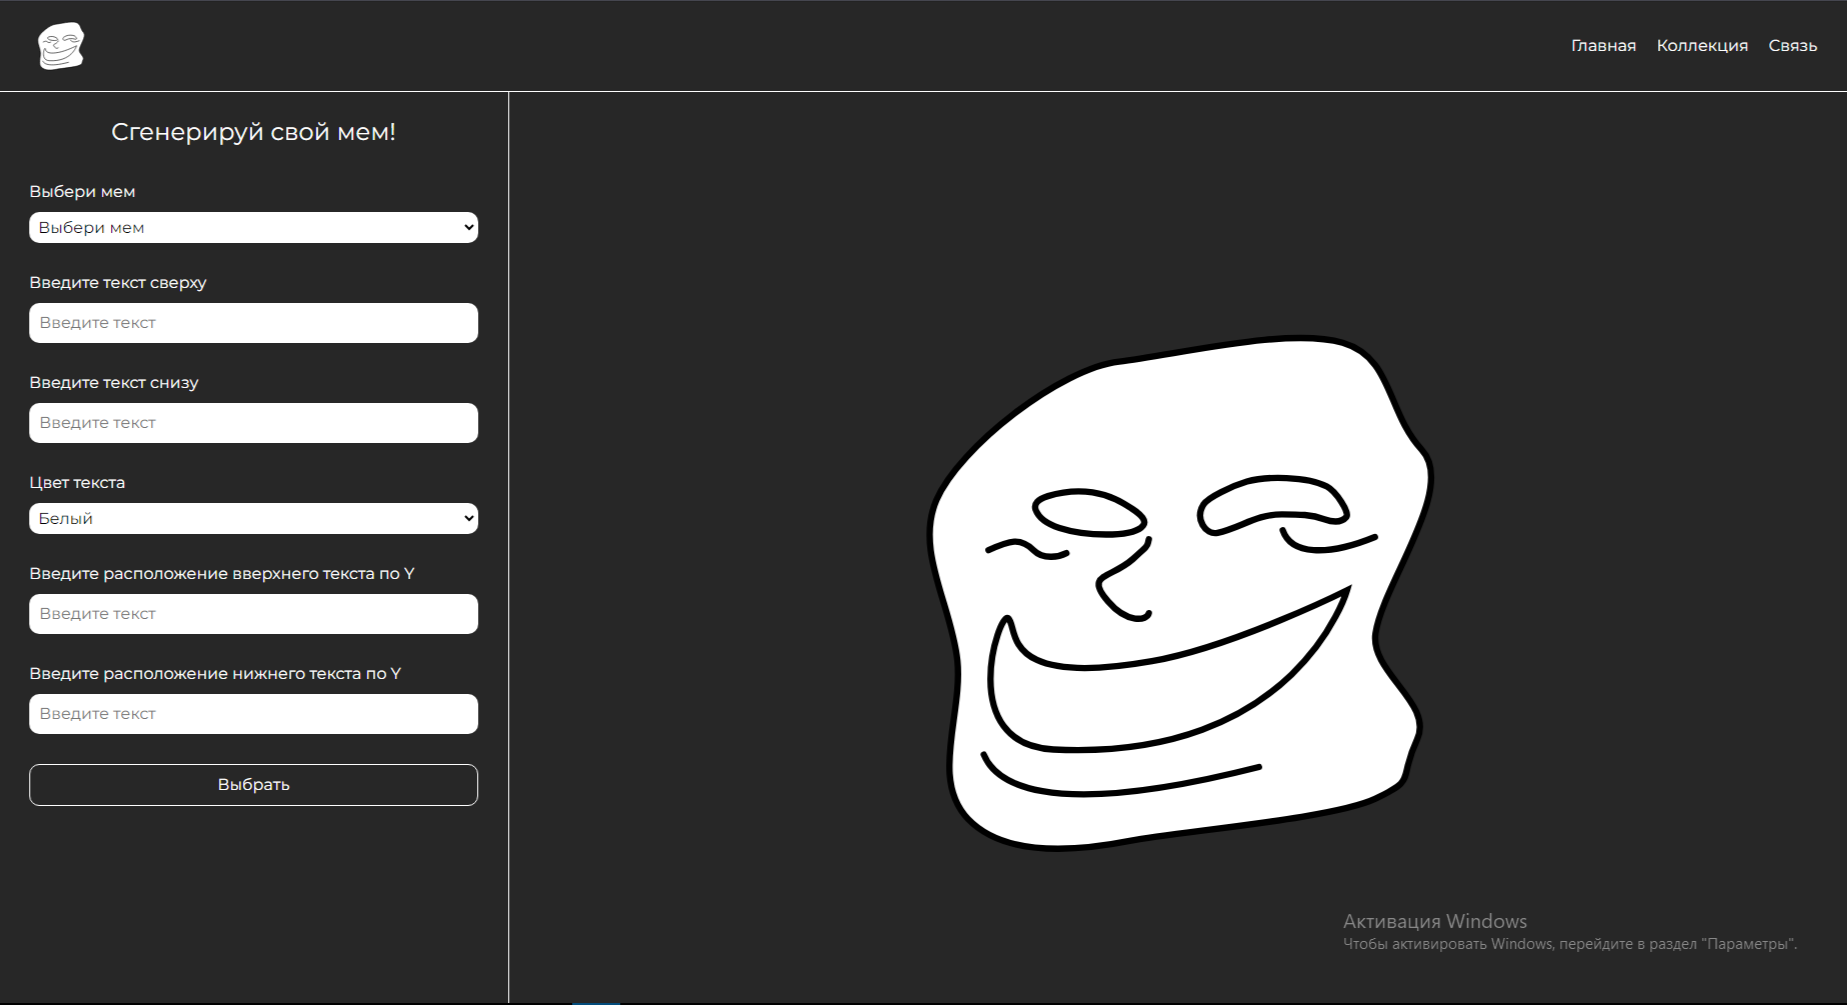 Главная Коллекция Связь
Сгенерируй свой мем!
Выбери мем
Выбери мем
Введите текст сверху
Введите текст
Введите текст снизу
Введите текст
Цвет текста
Белый
Введите расположение вверхнего текста по Y
Введите текст
Введите расположение нижнего текста по Y
Введите текст
Выбрать
Активация Windows
Чтобы активировать Windows, перейдите в раздел "Параметры".